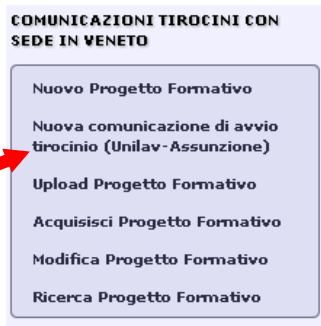 COMUNICAZIONI TIROCINI CON
SEDE IN VENETO
Nuovo Progetto Formativo
Nuova comunicazione di avvio
tirocinio (Unilav-Assunzione)
Upload Progetto Formativo
Acquisisci Progetto Formativo
Modifica Progetto Formativo
Ricerca Progetto Formativo